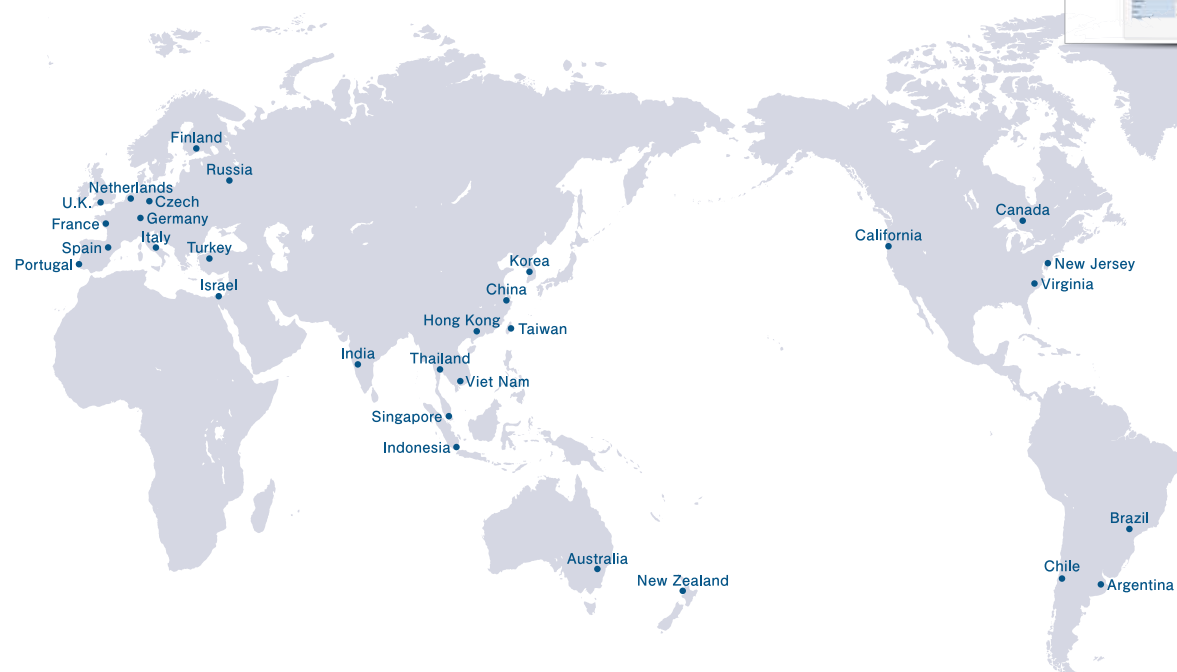 Finland
Russia
Netherlands
U.K.
Czech
France
Germany
Italy
Spain
Turkey
Portugal
Israel
Korea
China
Hong Kong
Taiwan
India
Thailand
Viet Nam
Singapore
Indonesia
Australia
New Zealand
Canada
California
New Jersey
Virginia
Brazil
Chile
Argentina